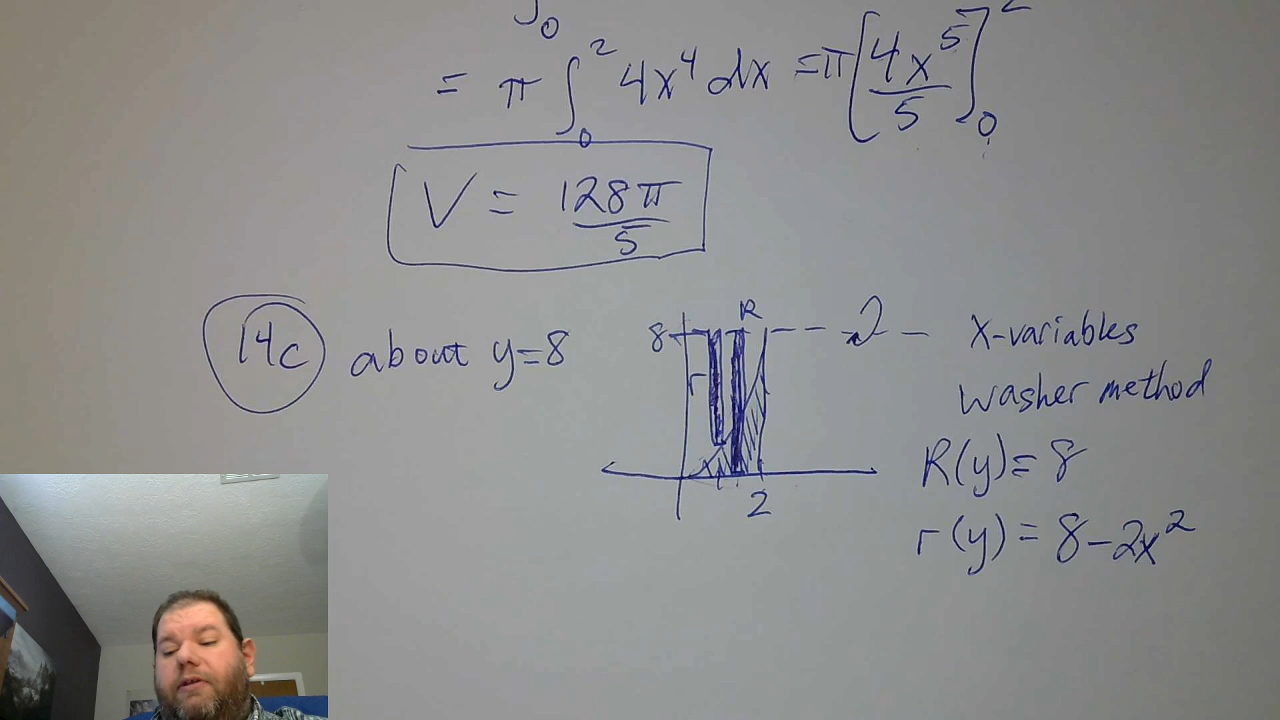 ∫₀
= π ∫₀² 4x⁴ dx = π [4x⁵/5]₀²
V = 128π/5
14c about y=8
8 R r 2
X-variables
washer method
R(y) = 8
r(y) = 8-2x²